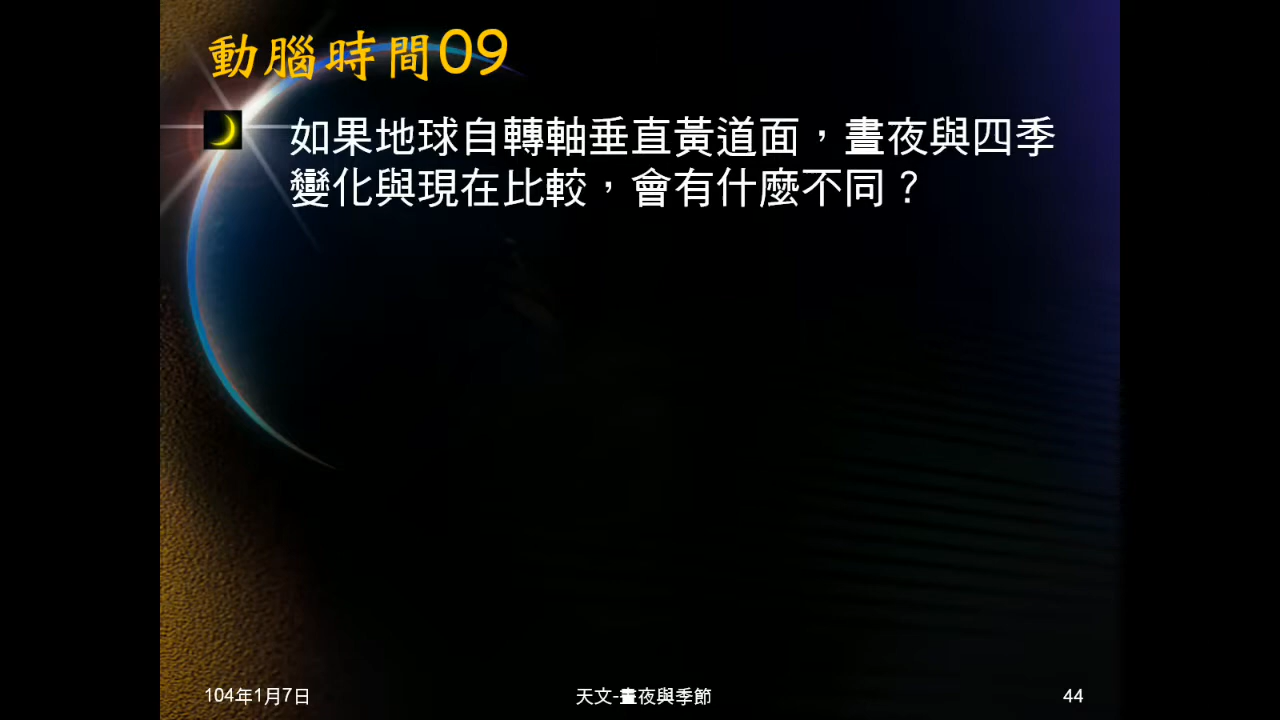 動腦時間09
如果地球自轉軸垂直黃道面，晝夜與四季
變化與現在比較，會有什麼不同？
104年1月7日
天文-晝夜與季節
44